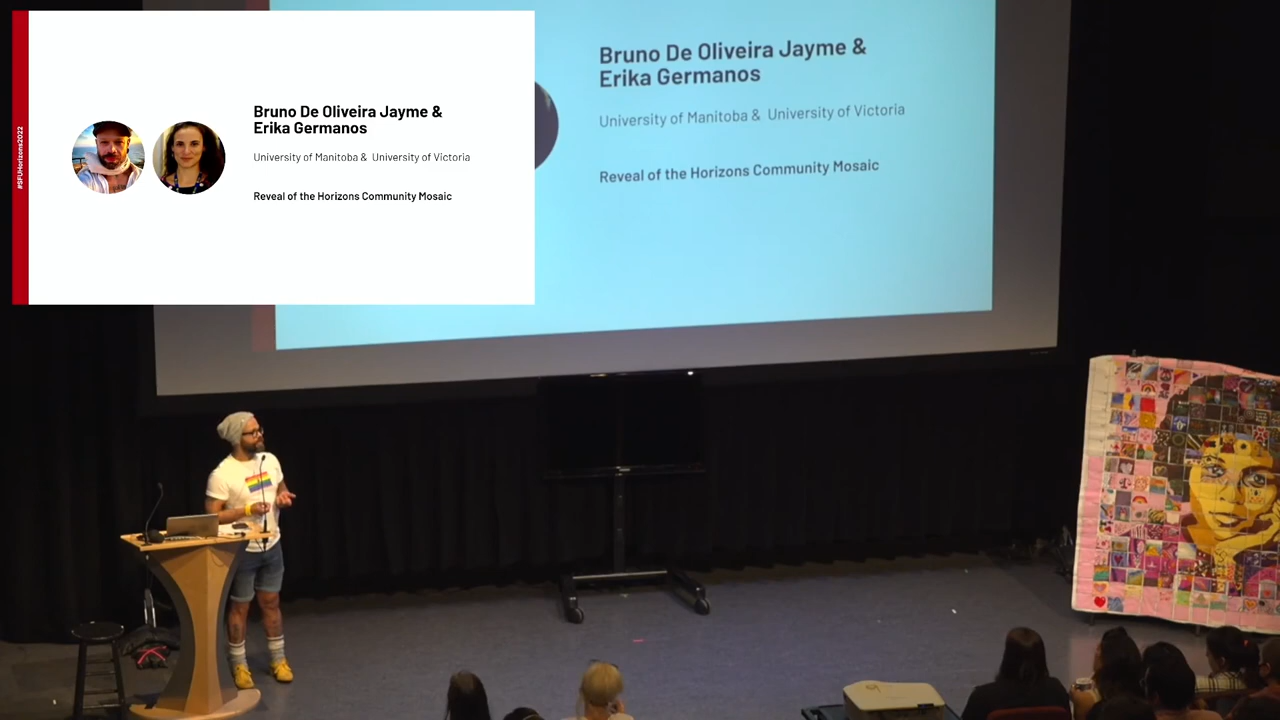 #SFUHorizons2022
Bruno De Oliveira Jayme &
Erika Germanos
University of Manitoba & University of Victoria
Reveal of the Horizons Community Mosaic
Bruno De Oliveira Jayme &
Erika Germanos
University of Manitoba & University of Victoria
Reveal of the Horizons Community Mosaic